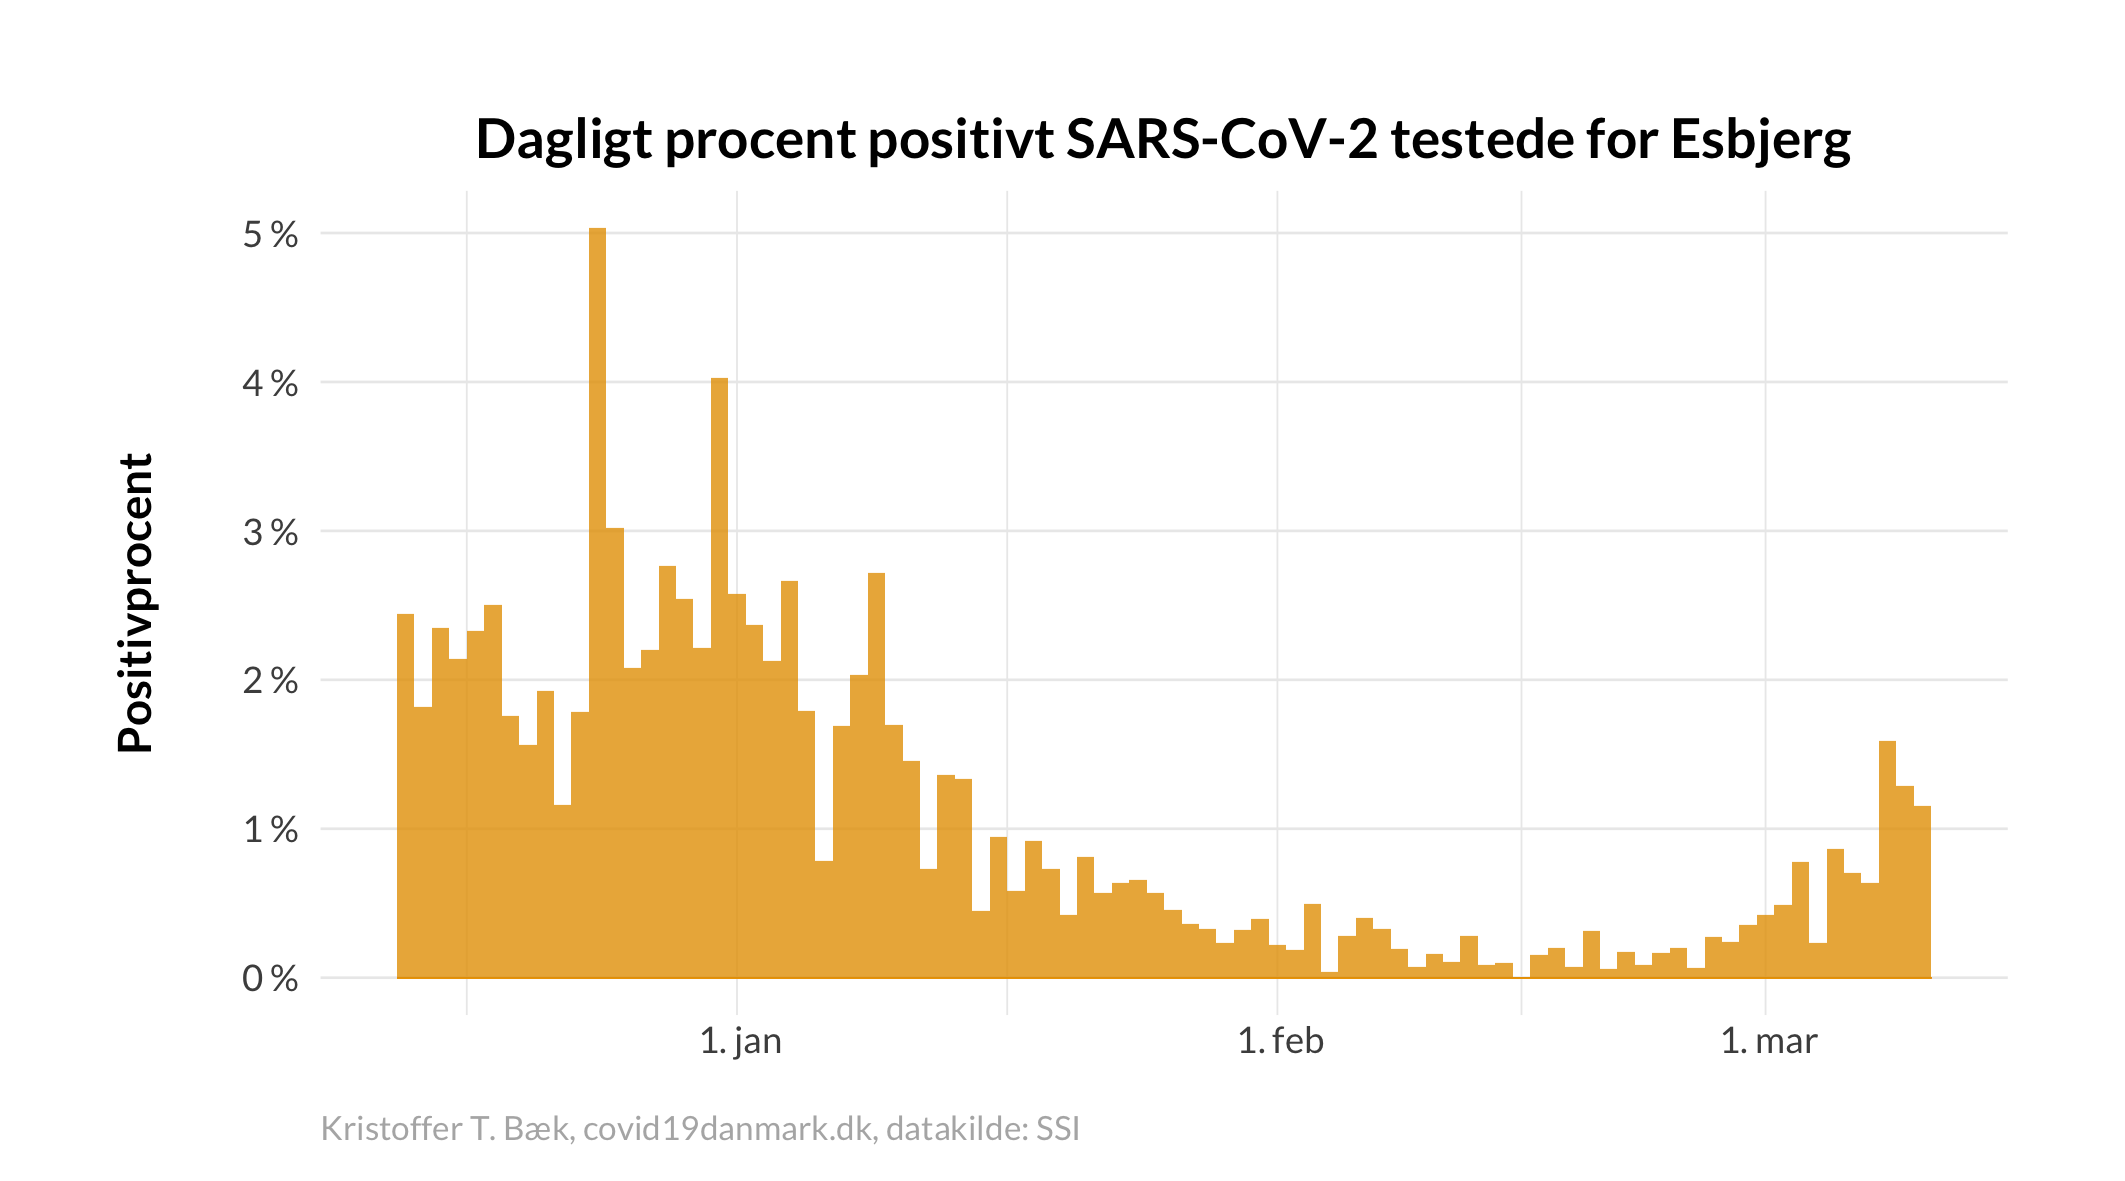 Dagligt procent positivt SARS-CoV-2 testede for Esbjerg
Positivprocent
5 %
4 %
3 %
2 %
1 %
0 %
1. jan
1. feb
1. mar
Kristoffer T. Bæk, covid19danmark.dk, datakilde: SSI